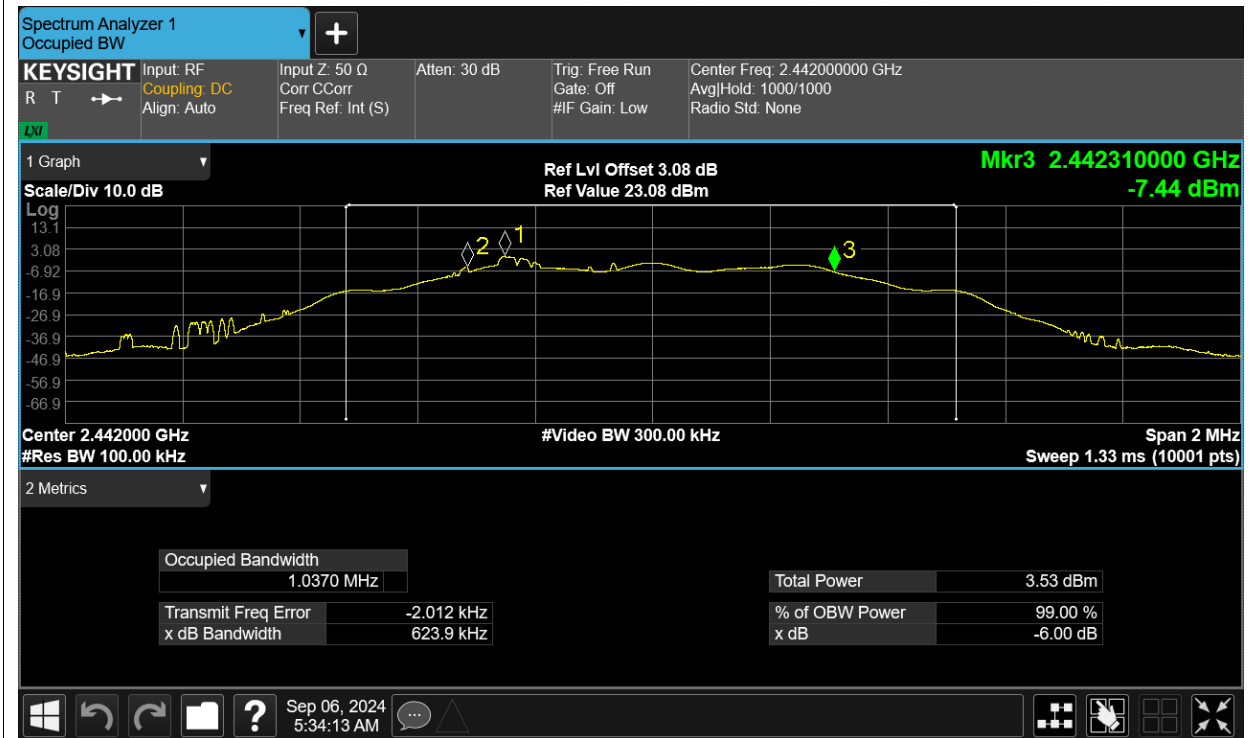 Spectrum Analyzer 1
Occupied BW
KEYSIGHT
R T
LXI
Input: RF
Coupling: DC
Align: Auto
Input Z: 50 Ω
Corr CCorr
Freq Ref: Int (S)
Atten: 30 dB
Trig: Free Run
Gate: Off
#IF Gain: Low
Center Freq: 2.442000000 GHz
Avg|Hold: 1000/1000
Radio Std: None
1 Graph
Scale/Div 10.0 dB
Ref Lvl Offset 3.08 dB
Ref Value 23.08 dBm
Mkr3 2.442310000 GHz
-7.44 dBm
Log
13.1
3.08
-6.92
-16.9
-26.9
-36.9
-46.9
-56.9
-66.9
2 1
3
Center 2.442000 GHz
#Res BW 100.00 kHz
#Video BW 300.00 kHz
Span 2 MHz
Sweep 1.33 ms (10001 pts)
2 Metrics
Occupied Bandwidth
1.0370 MHz
Transmit Freq Error -2.012 kHz
x dB Bandwidth 623.9 kHz
Total Power 3.53 dBm
% of OBW Power 99.00 %
x dB -6.00 dB
?
Sep 06, 2024
5:34:13 AM